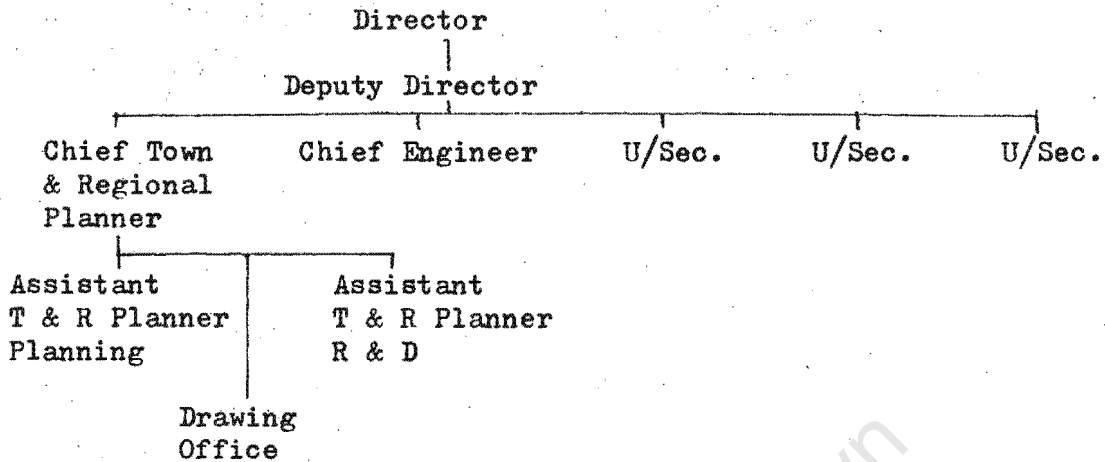 Director
Deputy Director
Chief Town
& Regional
Planner
Chief Engineer
U/Sec.
U/Sec.
U/Sec.
Assistant
T & R Planner
Planning
Assistant
T & R Planner
R & D
Drawing
Office